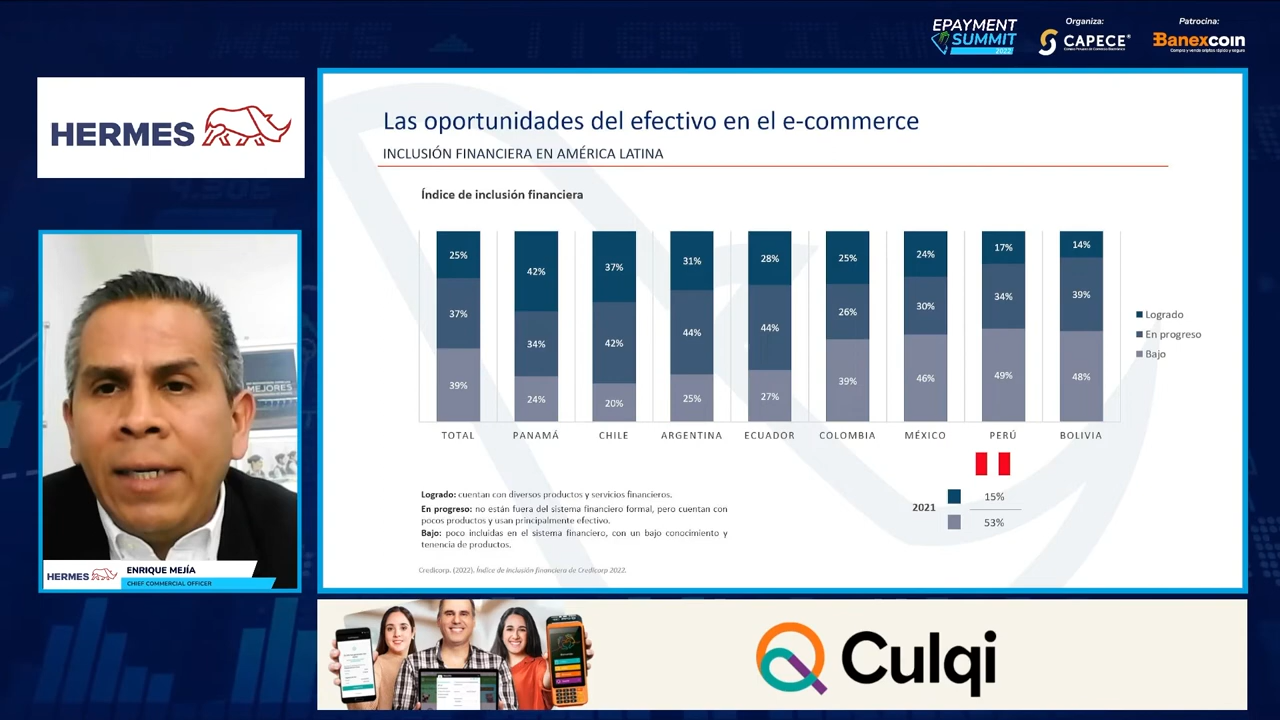 EPAYMENT
SUMMIT
2022
Organiza:
CAPECE®
Patrocina:
Banexcoin
Compra y vende criptos rápido y seguro
HERMES
Las oportunidades del efectivo en el e-commerce
INCLUSIÓN FINANCIERA EN AMÉRICA LATINA
Índice de inclusión financiera
25% 42% 37% 31% 28% 25% 24% 17% 14%
37% 34% 42% 44% 44% 26% 30% 34% 39%
39% 24% 20% 25% 27% 39% 46% 49% 48%
TOTAL PANAMÁ CHILE ARGENTINA ECUADOR COLOMBIA MÉXICO PERÚ BOLIVIA
Logrado
En progreso
Bajo
2021
15%
53%
Logrado: cuentan con diversos productos y servicios financieros.
En progreso: no están fuera del sistema financiero formal, pero cuentan con
pocos productos y usan principalmente efectivo.
Bajo: poco incluidas en el sistema financiero, con un bajo conocimiento y
tenencia de productos.
Credicorp. (2022). Índice de Inclusión financiera de Credicorp 2022.
MEJORES
HERMES
ENRIQUE MEJÍA
CHIEF COMMERCIAL OFFICER
Culqi